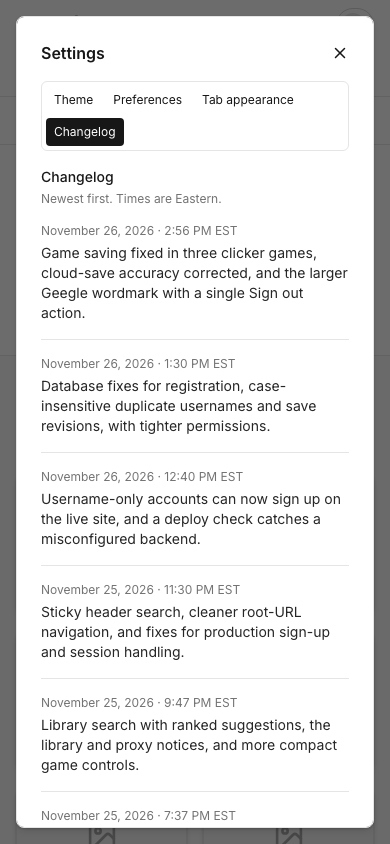 Settings
Theme
Preferences
Tab appearance
Changelog
Changelog
Newest first. Times are Eastern.
November 26, 2026 · 2:56 PM EST
Game saving fixed in three clicker games,
cloud-save accuracy corrected, and the larger
Geegle wordmark with a single Sign out
action.
November 26, 2026 · 1:30 PM EST
Database fixes for registration, case-
insensitive duplicate usernames and save
revisions, with tighter permissions.
November 26, 2026 · 12:40 PM EST
Username-only accounts can now sign up on
the live site, and a deploy check catches a
misconfigured backend.
November 25, 2026 · 11:30 PM EST
Sticky header search, cleaner root-URL
navigation, and fixes for production sign-up
and session handling.
November 25, 2026 · 9:47 PM EST
Library search with ranked suggestions, the
library and proxy notices, and more compact
game controls.
November 25, 2026 · 7:37 PM EST